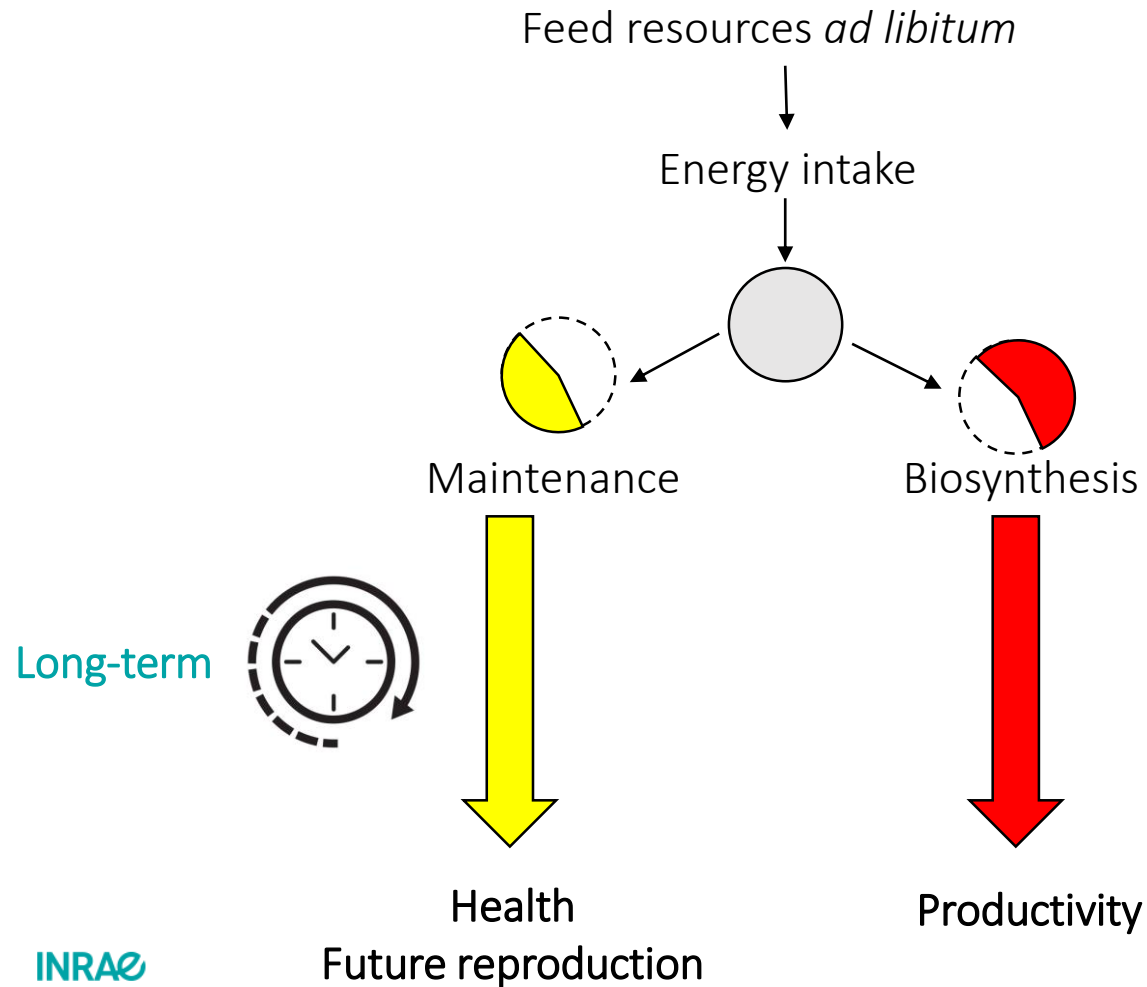 Feed resources ad libitum
Energy intake
Maintenance
Biosynthesis
Long-term
Health
Future reproduction
Productivity
INRAE